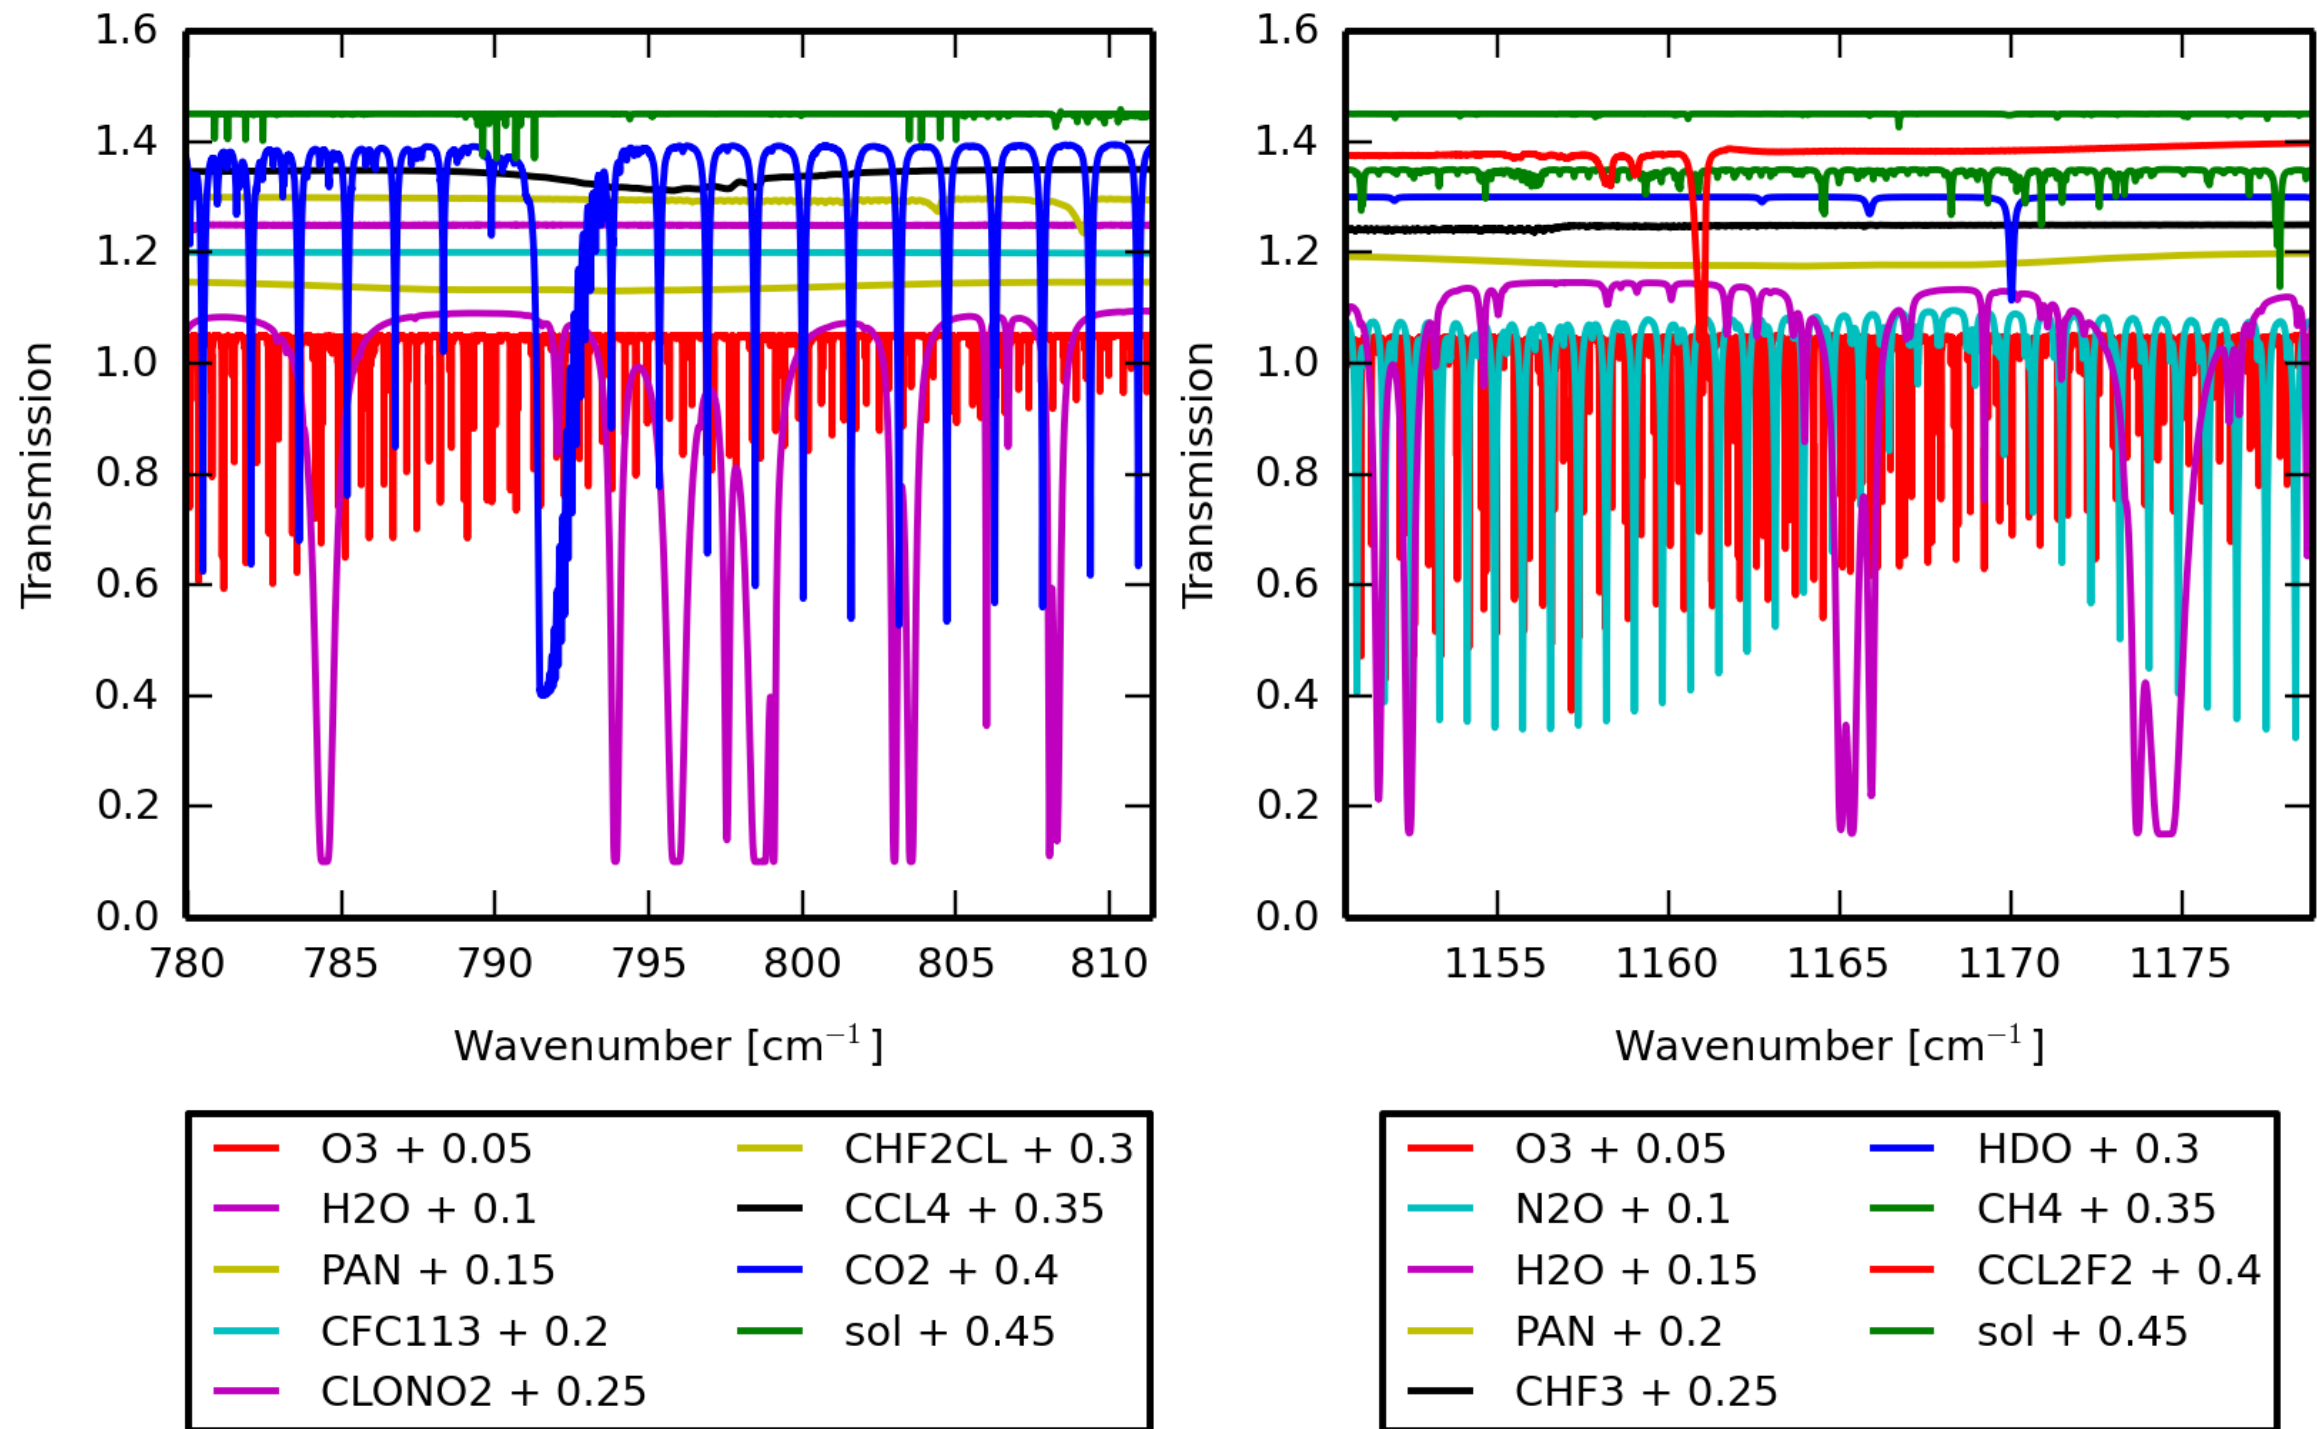 1.6
1.4
1.2
1.0
0.8
0.6
0.4
0.2
0.0
Transmission
780 785 790 795 800 805 810
Wavenumber [cm⁻¹]
O3 + 0.05
H2O + 0.1
PAN + 0.15
CFC113 + 0.2
CLONO2 + 0.25
CHF2CL + 0.3
CCL4 + 0.35
CO2 + 0.4
sol + 0.45
1.6
1.4
1.2
1.0
0.8
0.6
0.4
0.2
0.0
Transmission
1155 1160 1165 1170 1175
Wavenumber [cm⁻¹]
O3 + 0.05
N2O + 0.1
H2O + 0.15
PAN + 0.2
CHF3 + 0.25
HDO + 0.3
CH4 + 0.35
CCL2F2 + 0.4
sol + 0.45